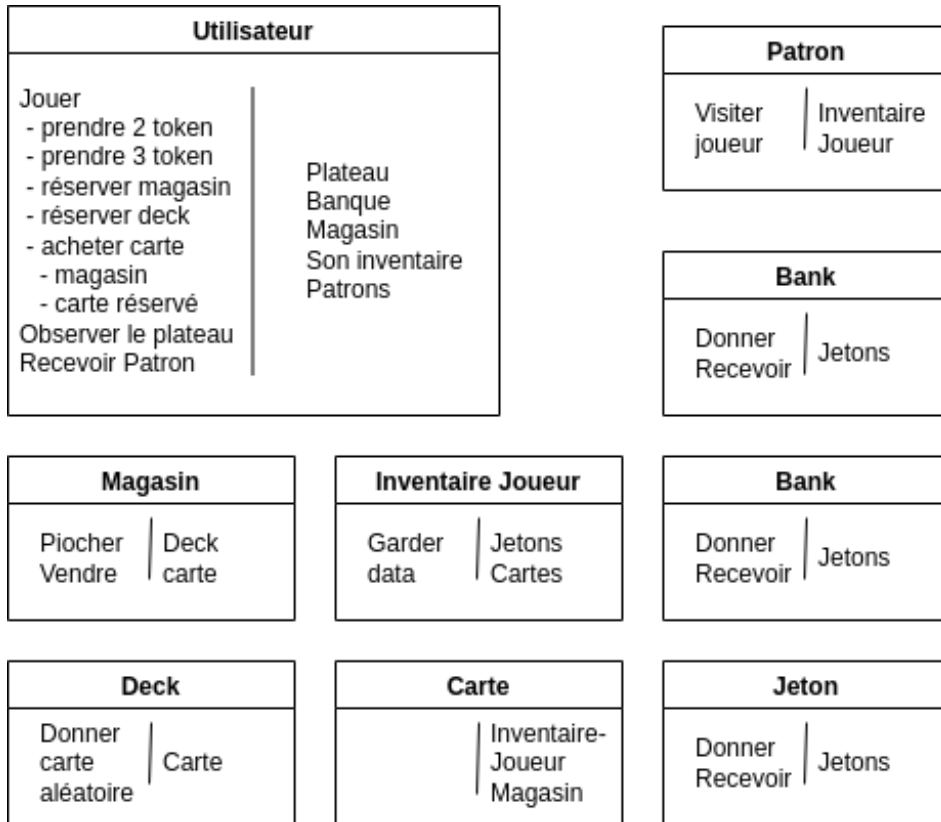 Utilisateur
Jouer
- prendre 2 token
- prendre 3 token
- réserver magasin
- réserver deck
- acheter carte
- magasin
- carte réservé
Observer le plateau
Recevoir Patron
Plateau
Banque
Magasin
Son inventaire
Patrons
Patron
Visiter
joueur
Inventaire
Joueur
Bank
Donner
Recevoir
Jetons
Magasin
Piocher
Vendre
Deck
carte
Inventaire Joueur
Garder
data
Jetons
Cartes
Bank
Donner
Recevoir
Jetons
Deck
Donner
carte
aléatoire
Carte
Carte
Inventaire-
Joueur
Magasin
Jeton
Donner
Recevoir
Jetons